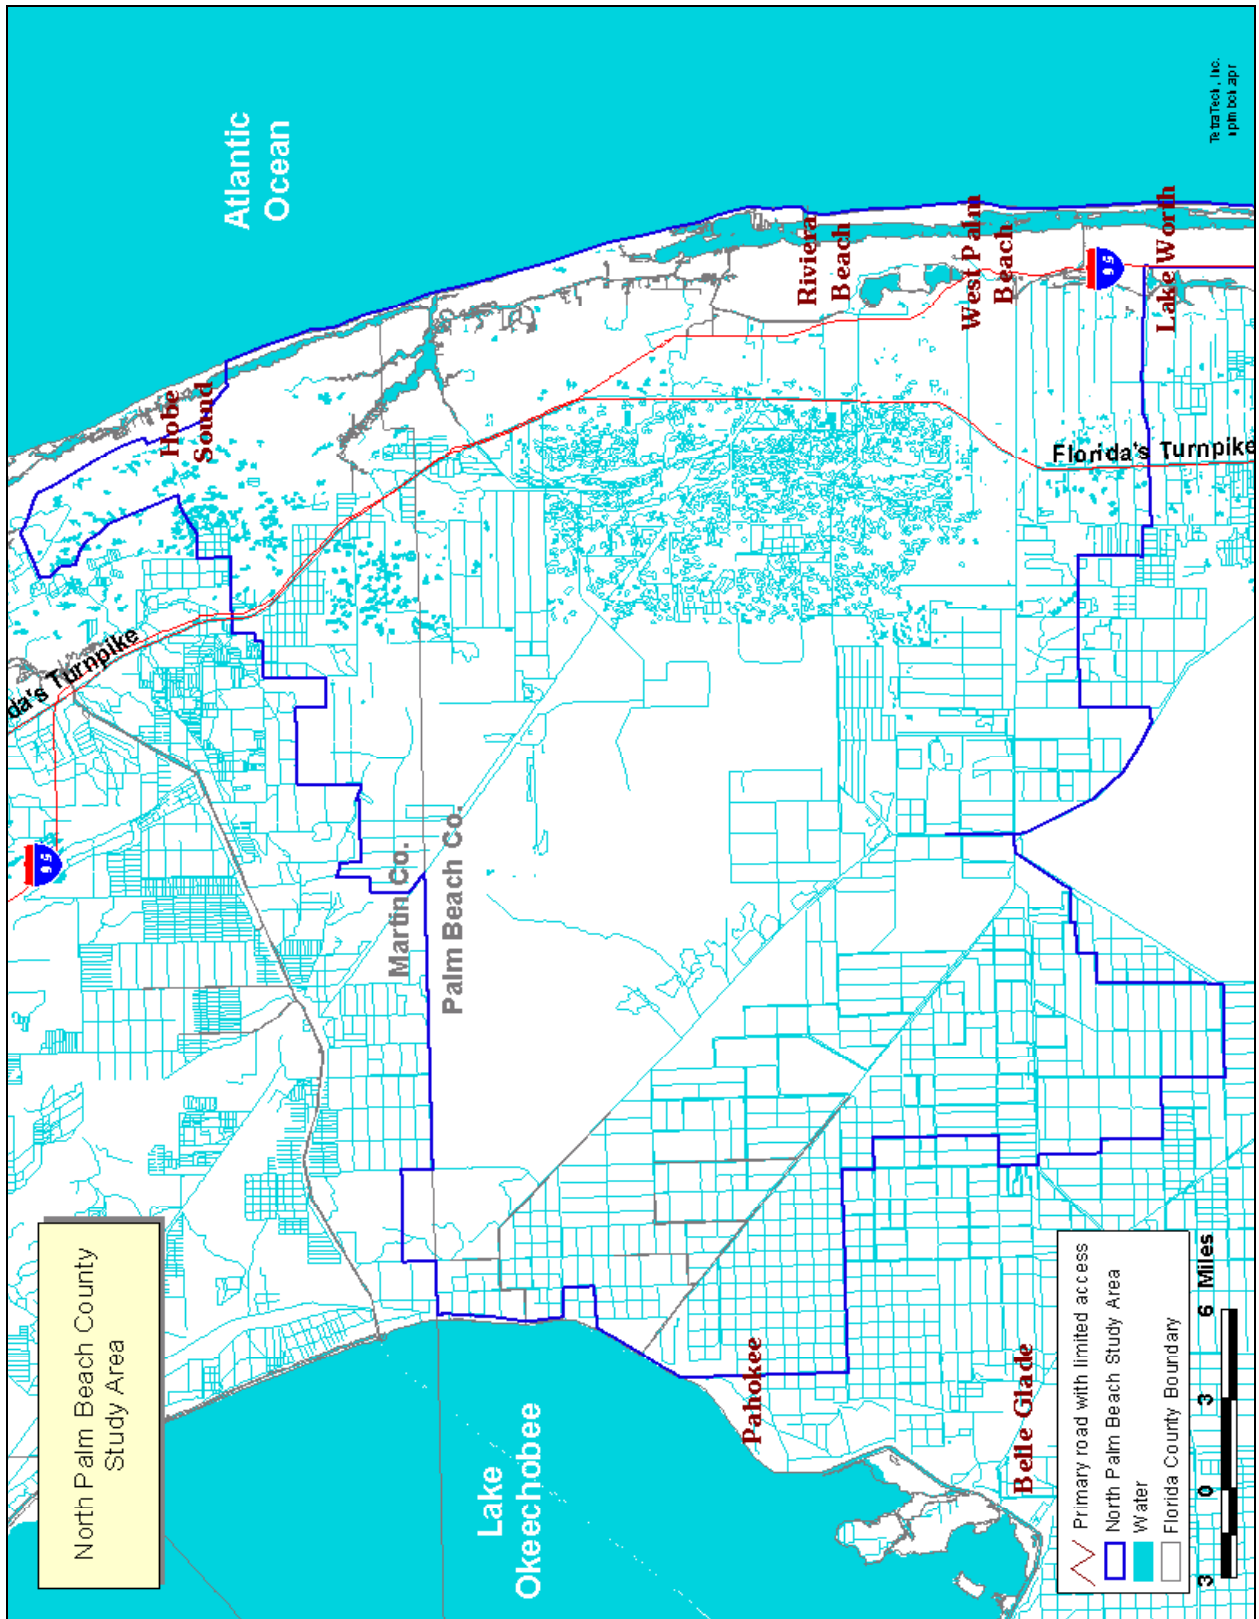 North Palm Beach County
Study Area
Atlantic
Ocean
Hobe
Sound
Riviera
Beach
West Palm
Beach
Lake Worth
95
Florida's Turnpike
da's Turnpike
95
Martin Co.
Palm Beach Co.
Lake
Okeechobee
Pahokee
Belle Glade
Primary road with limited access
North Palm Beach Study Area
Water
Florida County Boundary
3 0 3 6 Miles
TetraTech, Inc.